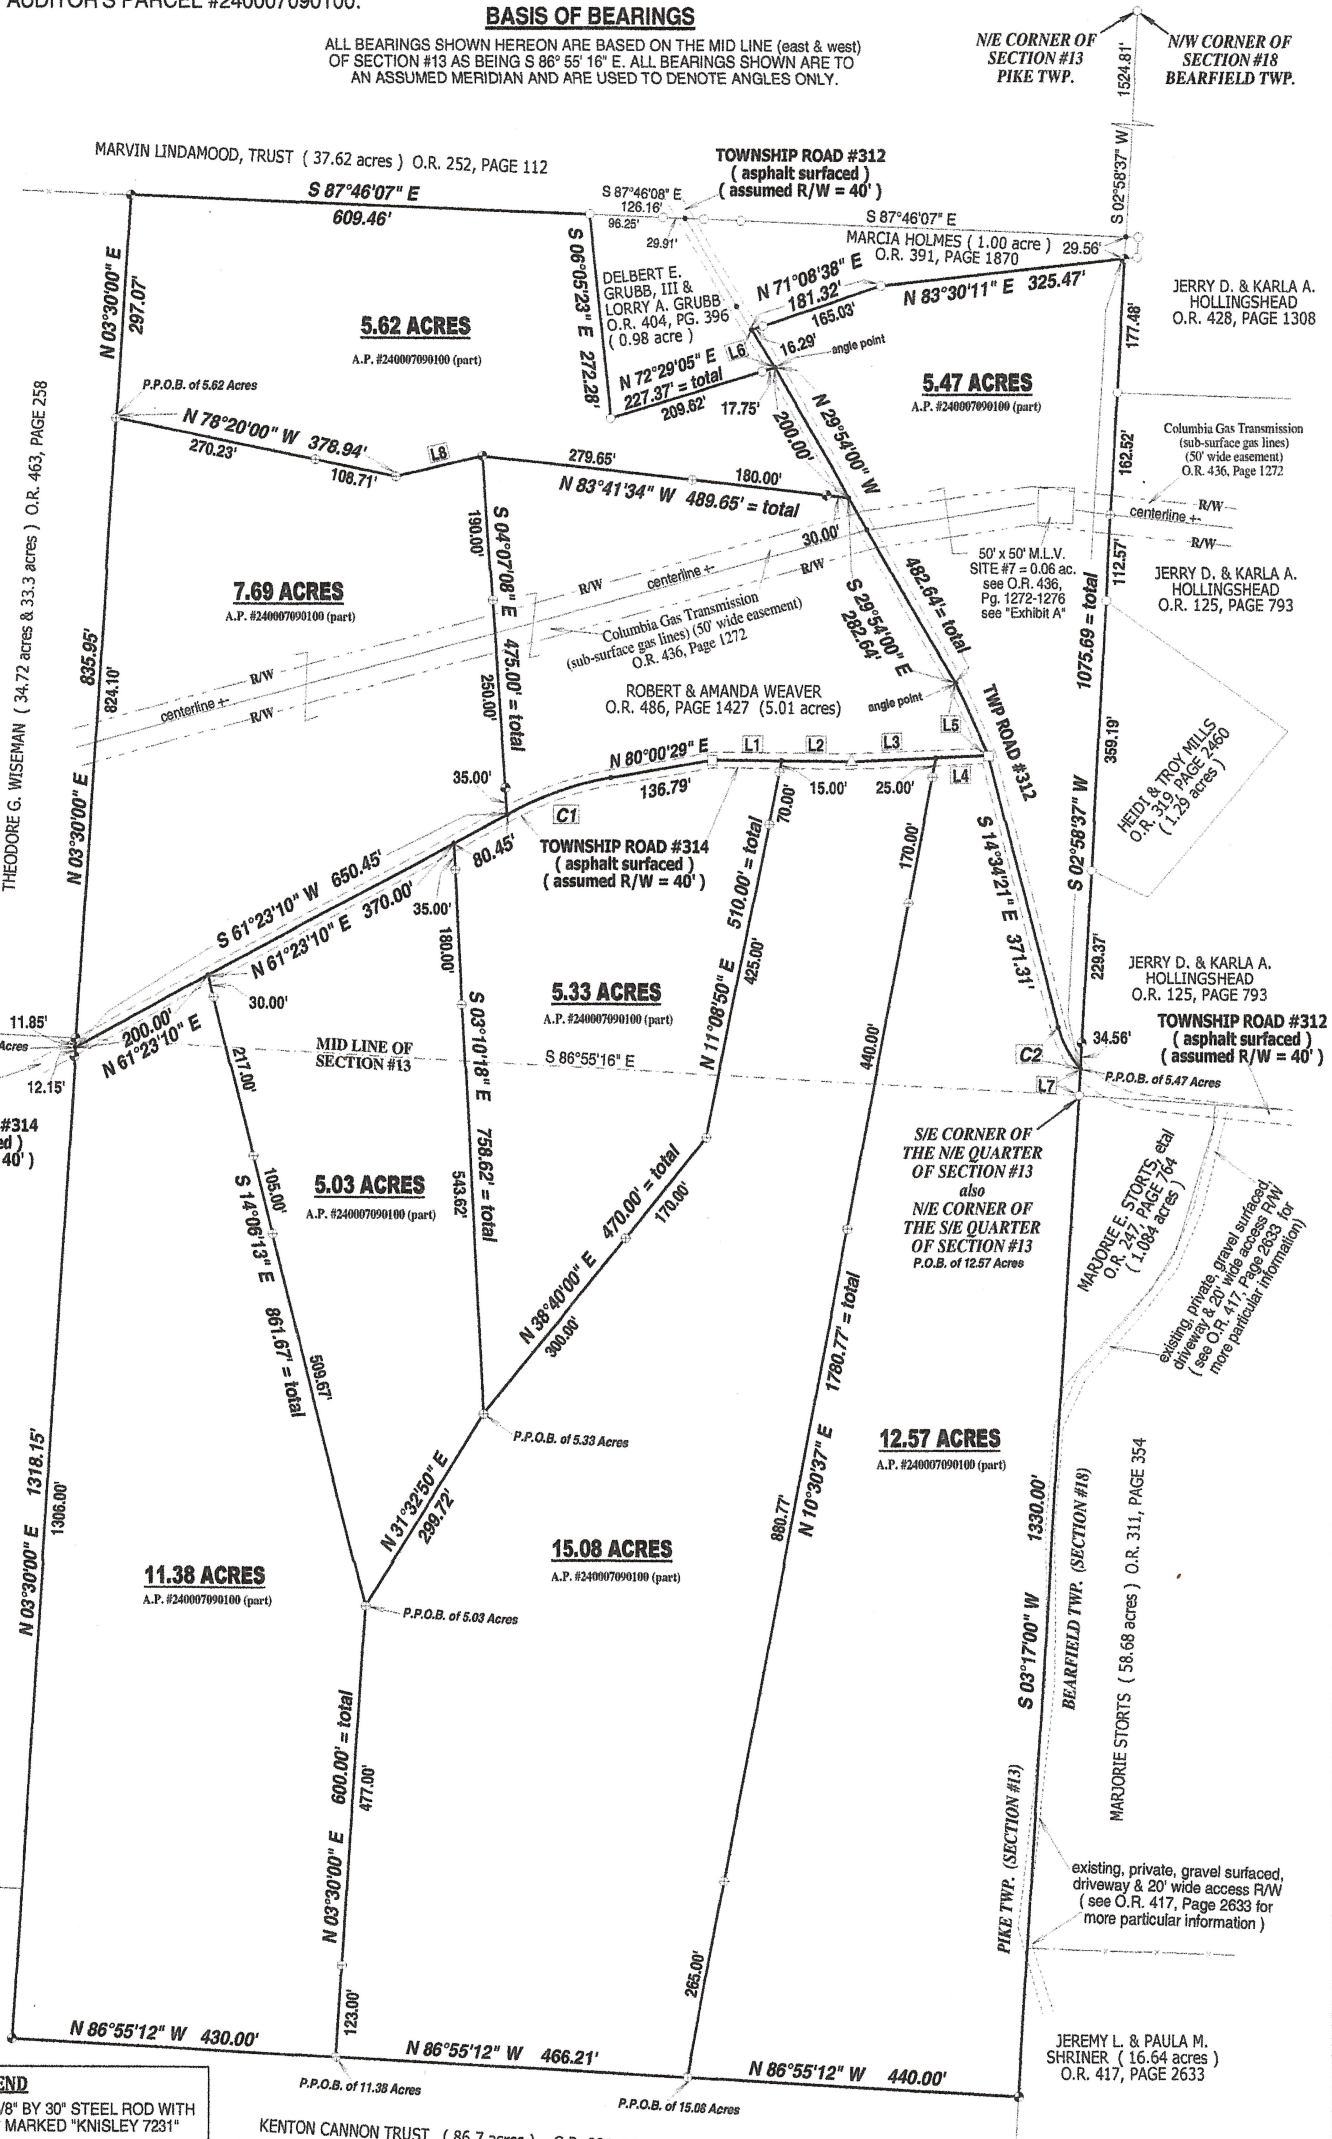 AUDITOR'S PARCEL #240007090100.
BASIS OF BEARINGS
ALL BEARINGS SHOWN HEREON ARE BASED ON THE MID LINE (east & west)
OF SECTION #13 AS BEING S 86° 55' 16" E. ALL BEARINGS SHOWN ARE TO
AN ASSUMED MERIDIAN AND ARE USED TO DENOTE ANGLES ONLY.
N/E CORNER OF
SECTION #13
PIKE TWP.
N/W CORNER OF
SECTION #18
BEARFIELD TWP.
1524.81'
S 02°58'37" W
MARVIN LINDAMOOD, TRUST ( 37.62 acres ) O.R. 252, PAGE 112
TOWNSHIP ROAD #312
( asphalt surfaced )
( assumed R/W = 40' )
S 87°46'07" E
609.46'
S 87°46'08" E
126.16'
96.25'
29.91'
S 87°46'07" E
MARCIA HOLMES ( 1.00 acre )
O.R. 391, PAGE 1870
29.56'
N 03°30'00" E
297.07'
S 06°05'23" E 272.28'
DELBERT E.
GRUBB, III &
LORRY A. GRUBB
O.R. 404, PG. 396
( 0.98 acre )
N 71°08'38" E
181.32'
165.03'
16.29'
N 83°30'11" E 325.47'
angle point
JERRY D. & KARLA A.
HOLLINGSHEAD
O.R. 428, PAGE 1308
177.48'
5.62 ACRES
A.P. #240007090100 (part)
L6
N 72°29'05" E
227.37' = total
209.62'
17.75'
5.47 ACRES
A.P. #240007090100 (part)
P.P.O.B. of 5.62 Acres
N 78°20'00" W 378.94'
270.23'
108.71'
L8
279.65'
180.00'
N 83°41'34" W 489.65' = total
200.00'
N 29°54'00" W
482.64' = total
Columbia Gas Transmission
(sub-surface gas lines)
(50' wide easement)
O.R. 436, Page 1272
162.52'
R/W
centerline +-
R/W
THEODORE G. WISEMAN ( 34.72 acres & 33.3 acres ) O.R. 463, PAGE 258
190.00'
S 04°07'08" E 475.00' = total
250.00'
30.00'
R/W
centerline +-
R/W
50' x 50' M.L.V.
SITE #7 = 0.06 ac.
see O.R. 436,
Pg. 1272-1276
see "Exhibit A"
112.57'
JERRY D. & KARLA A.
HOLLINGSHEAD
O.R. 125, PAGE 793
7.69 ACRES
A.P. #240007090100 (part)
Columbia Gas Transmission
(sub-surface gas lines) (50' wide easement)
O.R. 436, Page 1272
S 29°54'00" E
282.64'
1075.69 = total
835.95'
824.10'
R/W
centerline +-
R/W
ROBERT & AMANDA WEAVER
O.R. 486, PAGE 1427 (5.01 acres)
angle point
L5
TWP ROAD #312
HEIDI & TROY MILLS
O.R. 319, PAGE 2460
( 1.29 acres )
359.19'
N 80°00'29" E
136.79'
L1
L2
L3
L4
15.00'
25.00'
35.00'
C1
N 03°30'00" E
TOWNSHIP ROAD #314
( asphalt surfaced )
( assumed R/W = 40' )
70.00'
170.00'
S 14°34'21" E 371.31'
S 02°58'37" W
S 61°23'10" W 650.45'
N 61°23'10" E 370.00'
80.45'
35.00'
180.00'
N 11°08'50" E 510.00' = total
425.00'
229.37'
JERRY D. & KARLA A.
HOLLINGSHEAD
O.R. 125, PAGE 793
11.85'
Acres
12.15'
200.00'
N 61°23'10" E
30.00'
5.33 ACRES
A.P. #240007090100 (part)
MID LINE OF
SECTION #13
S 86°55'16" E
440.00'
34.56'
C2
L7
P.P.O.B. of 5.47 Acres
TOWNSHIP ROAD #312
( asphalt surfaced )
( assumed R/W = 40' )
#314
ed )
40' )
217.00'
105.00'
S 14°06'13" E 861.67' = total
509.67'
5.03 ACRES
A.P. #240007090100 (part)
S 03°10'18" E 758.62' = total
543.62'
S/E CORNER OF
THE N/E QUARTER
OF SECTION #13
also
N/E CORNER OF
THE S/E QUARTER
OF SECTION #13
P.O.B. of 12.57 Acres
MARJORIE E. STORTS, etal
O.R. 247, PAGE 764
( 1.084 acres )
existing, private, gravel surfaced,
driveway & 20' wide access R/W
( see O.R. 417, Page 2633 for
more particular information)
N 38°40'00" E 470.00' = total
170.00'
300.00'
P.P.O.B. of 5.33 Acres
N 31°32'50" E
299.72'
N 10°30'37" E 1780.77' = total
880.77'
12.57 ACRES
A.P. #240007090100 (part)
N 03°30'00" E 1318.15'
1306.00'
11.38 ACRES
A.P. #240007090100 (part)
15.08 ACRES
A.P. #240007090100 (part)
P.P.O.B. of 5.03 Acres
S 03°17'00" W 1330.00'
BEARFIELD TWP. (SECTION #18)
PIKE TWP. (SECTION #13)
MARJORIE STORTS ( 58.68 acres ) O.R. 311, PAGE 354
N 03°30'00" E 600.00' = total
477.00'
123.00'
265.00'
existing, private, gravel surfaced,
driveway & 20' wide access R/W
( see O.R. 417, Page 2633 for
more particular information )
N 86°55'12" W 430.00'
N 86°55'12" W 466.21'
N 86°55'12" W 440.00'
P.P.O.B. of 11.38 Acres
P.P.O.B. of 15.08 Acres
JEREMY L. & PAULA M.
SHRINER ( 16.64 acres )
O.R. 417, PAGE 2633
END
/8" BY 30" STEEL ROD WITH
MARKED "KNISLEY 7231"
KENTON CANNON TRUST ( 86.7 acres )